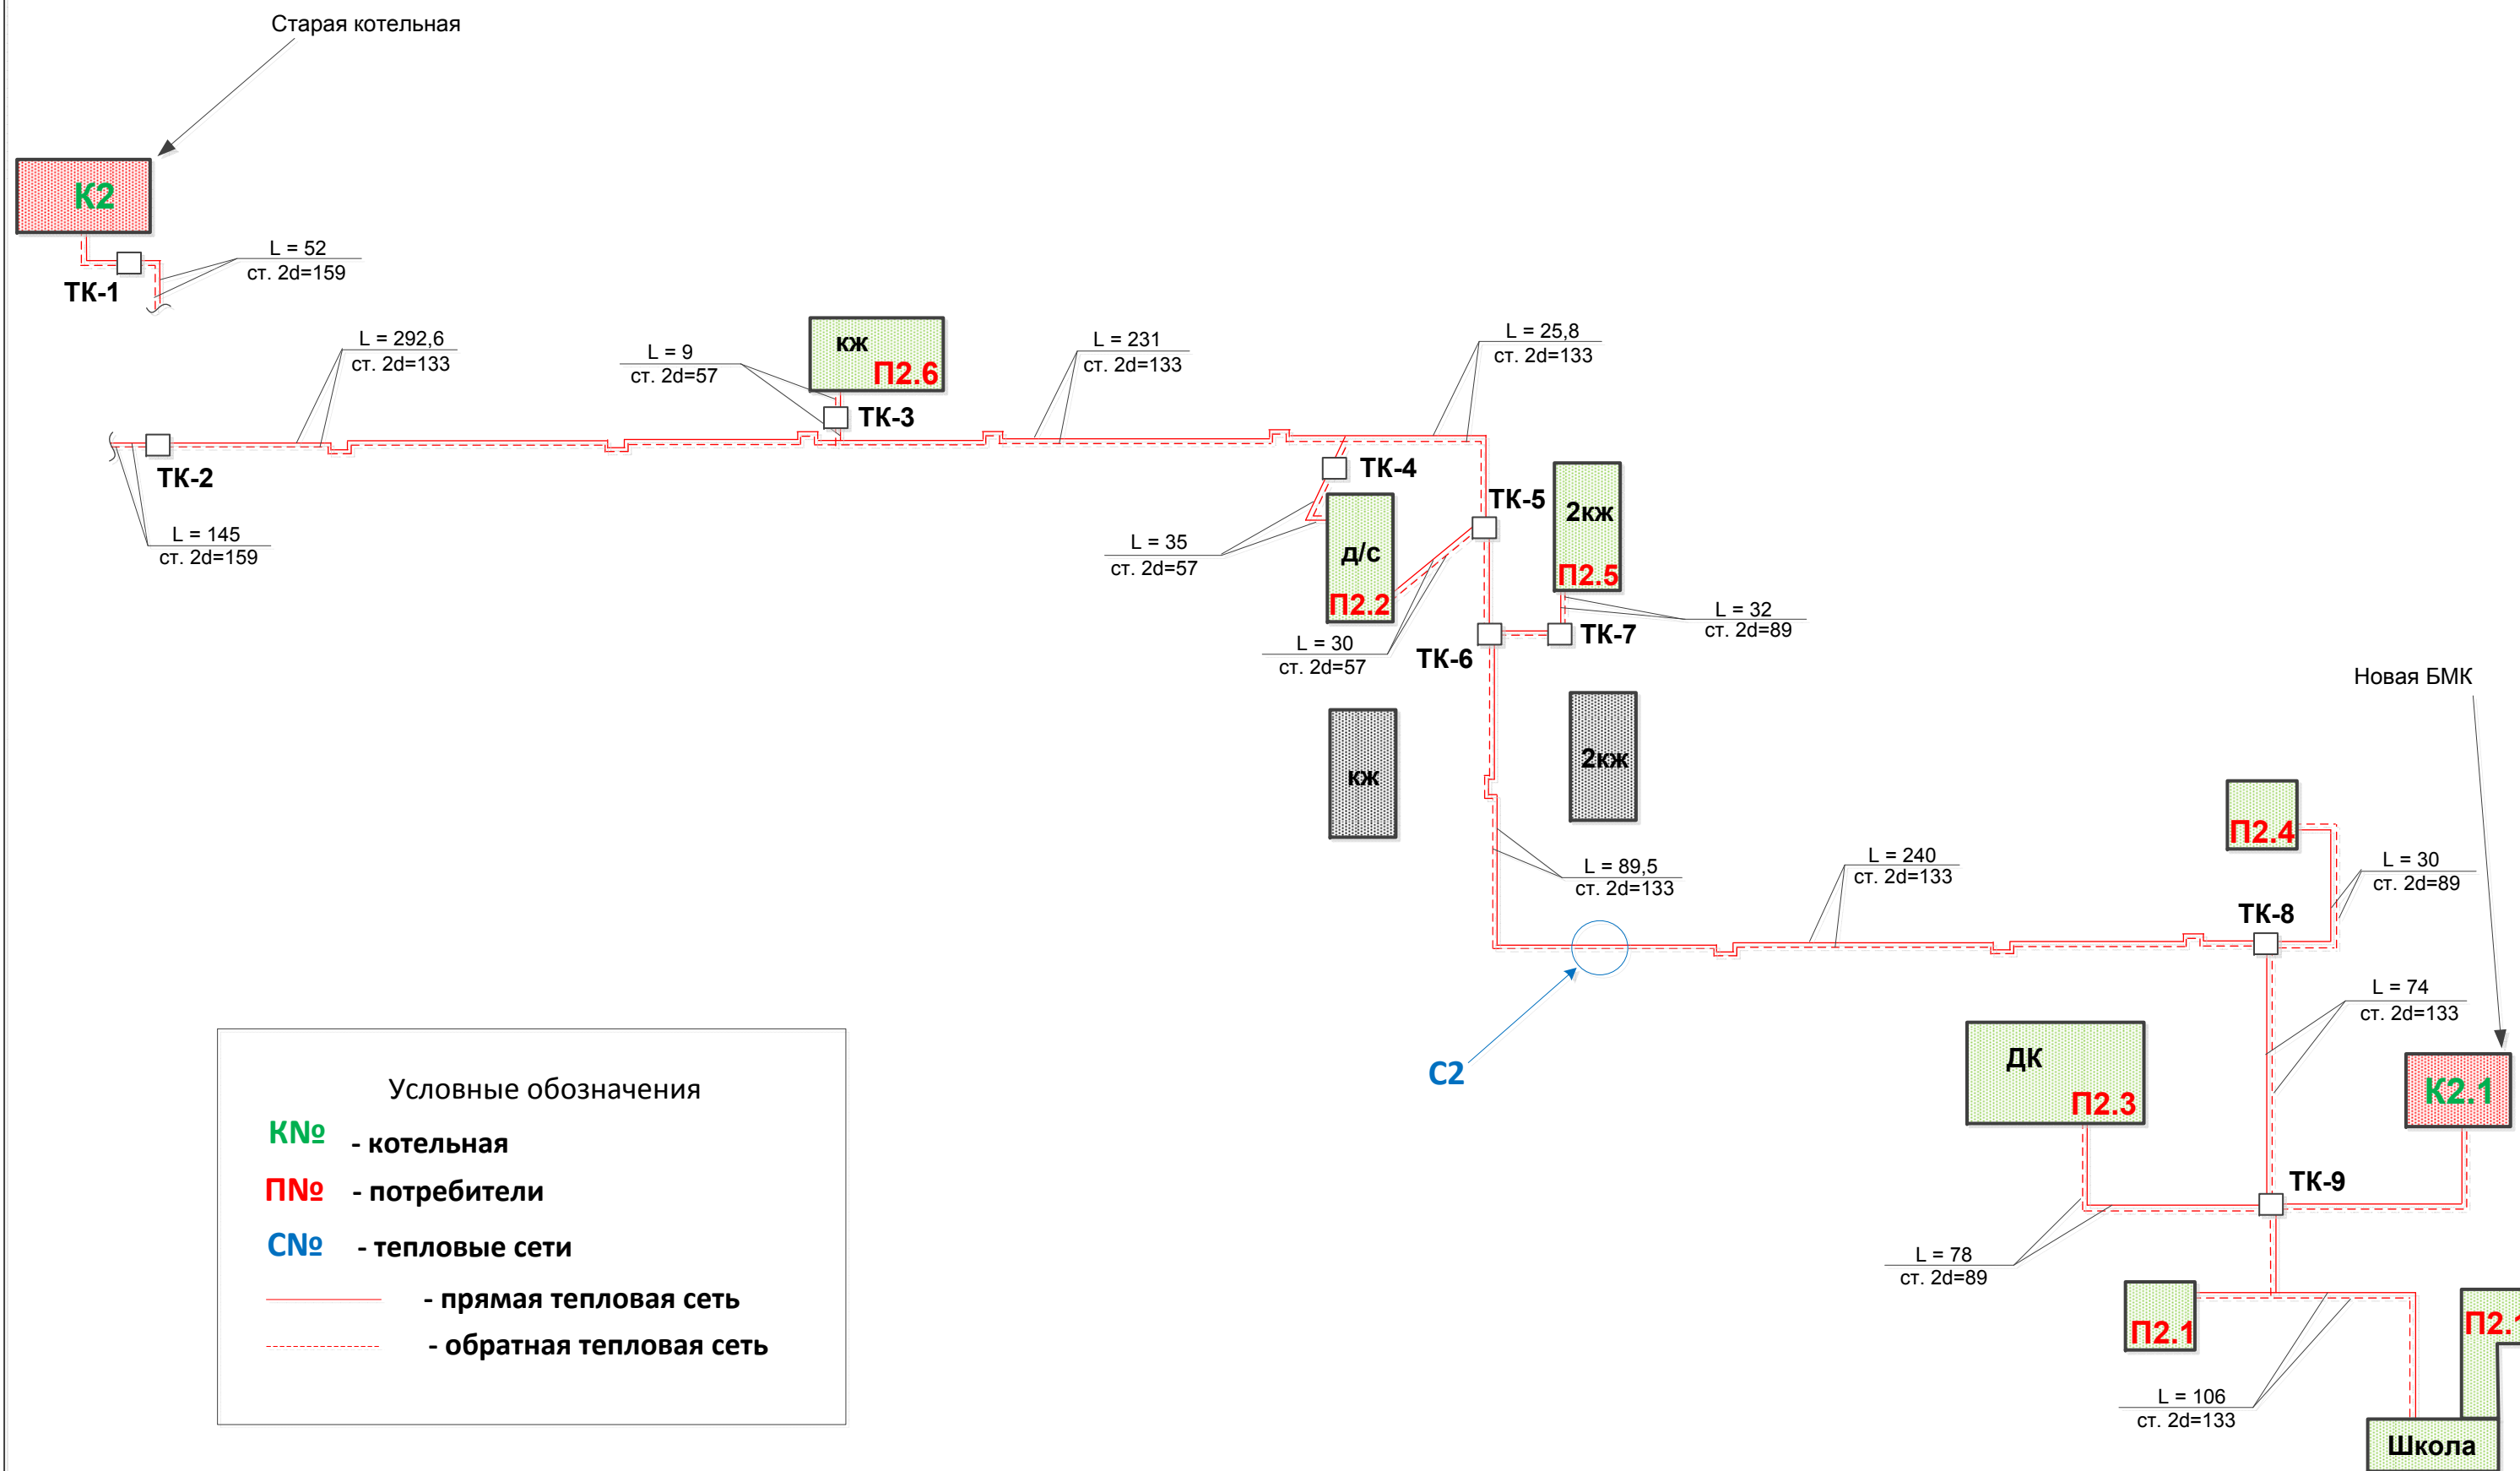 Старая котельная
К2
L = 52
ст. 2d=159
ТК-1
L = 292,6
ст. 2d=133
L = 9
ст. 2d=57
кж
П2.6
ТК-3
L = 231
ст. 2d=133
L = 25,8
ст. 2d=133
ТК-2
L = 145
ст. 2d=159
ТК-4
L = 35
ст. 2d=57
д/с
П2.2
ТК-5
2кж
П2.5
L = 30
ст. 2d=57
ТК-6
ТК-7
L = 32
ст. 2d=89
кж
2кж
Новая БМК
L = 89,5
ст. 2d=133
L = 240
ст. 2d=133
П2.4
L = 30
ст. 2d=89
ТК-8
С2
L = 74
ст. 2d=133
ДК
П2.3
К2.1
ТК-9
L = 78
ст. 2d=89
П2.1
П2.1
L = 106
ст. 2d=133
Школа
Условные обозначения
К№ - котельная
П№ - потребители
С№ - тепловые сети
- прямая тепловая сеть
- обратная тепловая сеть